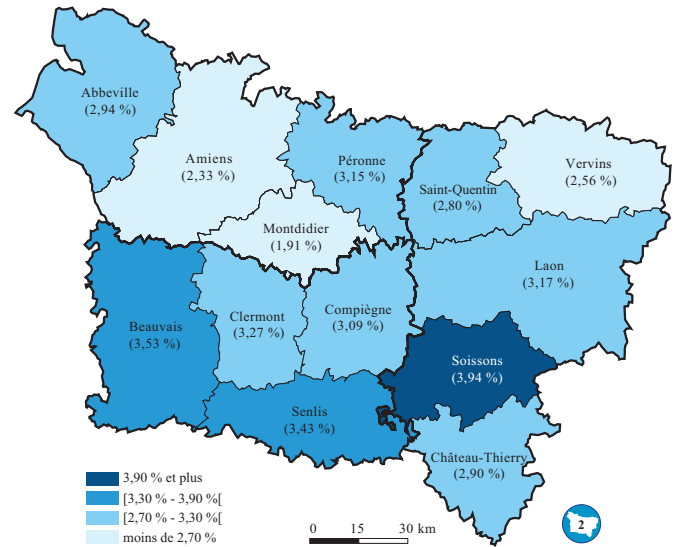 Abbeville
(2,94 %)
Amiens
(2,33 %)
Péronne
(3,15 %)
Saint-Quentin
(2,80 %)
Vervins
(2,56 %)
Montdidier
(1,91 %)
Laon
(3,17 %)
Beauvais
(3,53 %)
Clermont
(3,27 %)
Compiègne
(3,09 %)
Soissons
(3,94 %)
Senlis
(3,43 %)
Château-Thierry
(2,90 %)
3,90 % et plus
[3,30 % - 3,90 %[
[2,70 % - 3,30 %[
moins de 2,70 %
0 15 30 km
2